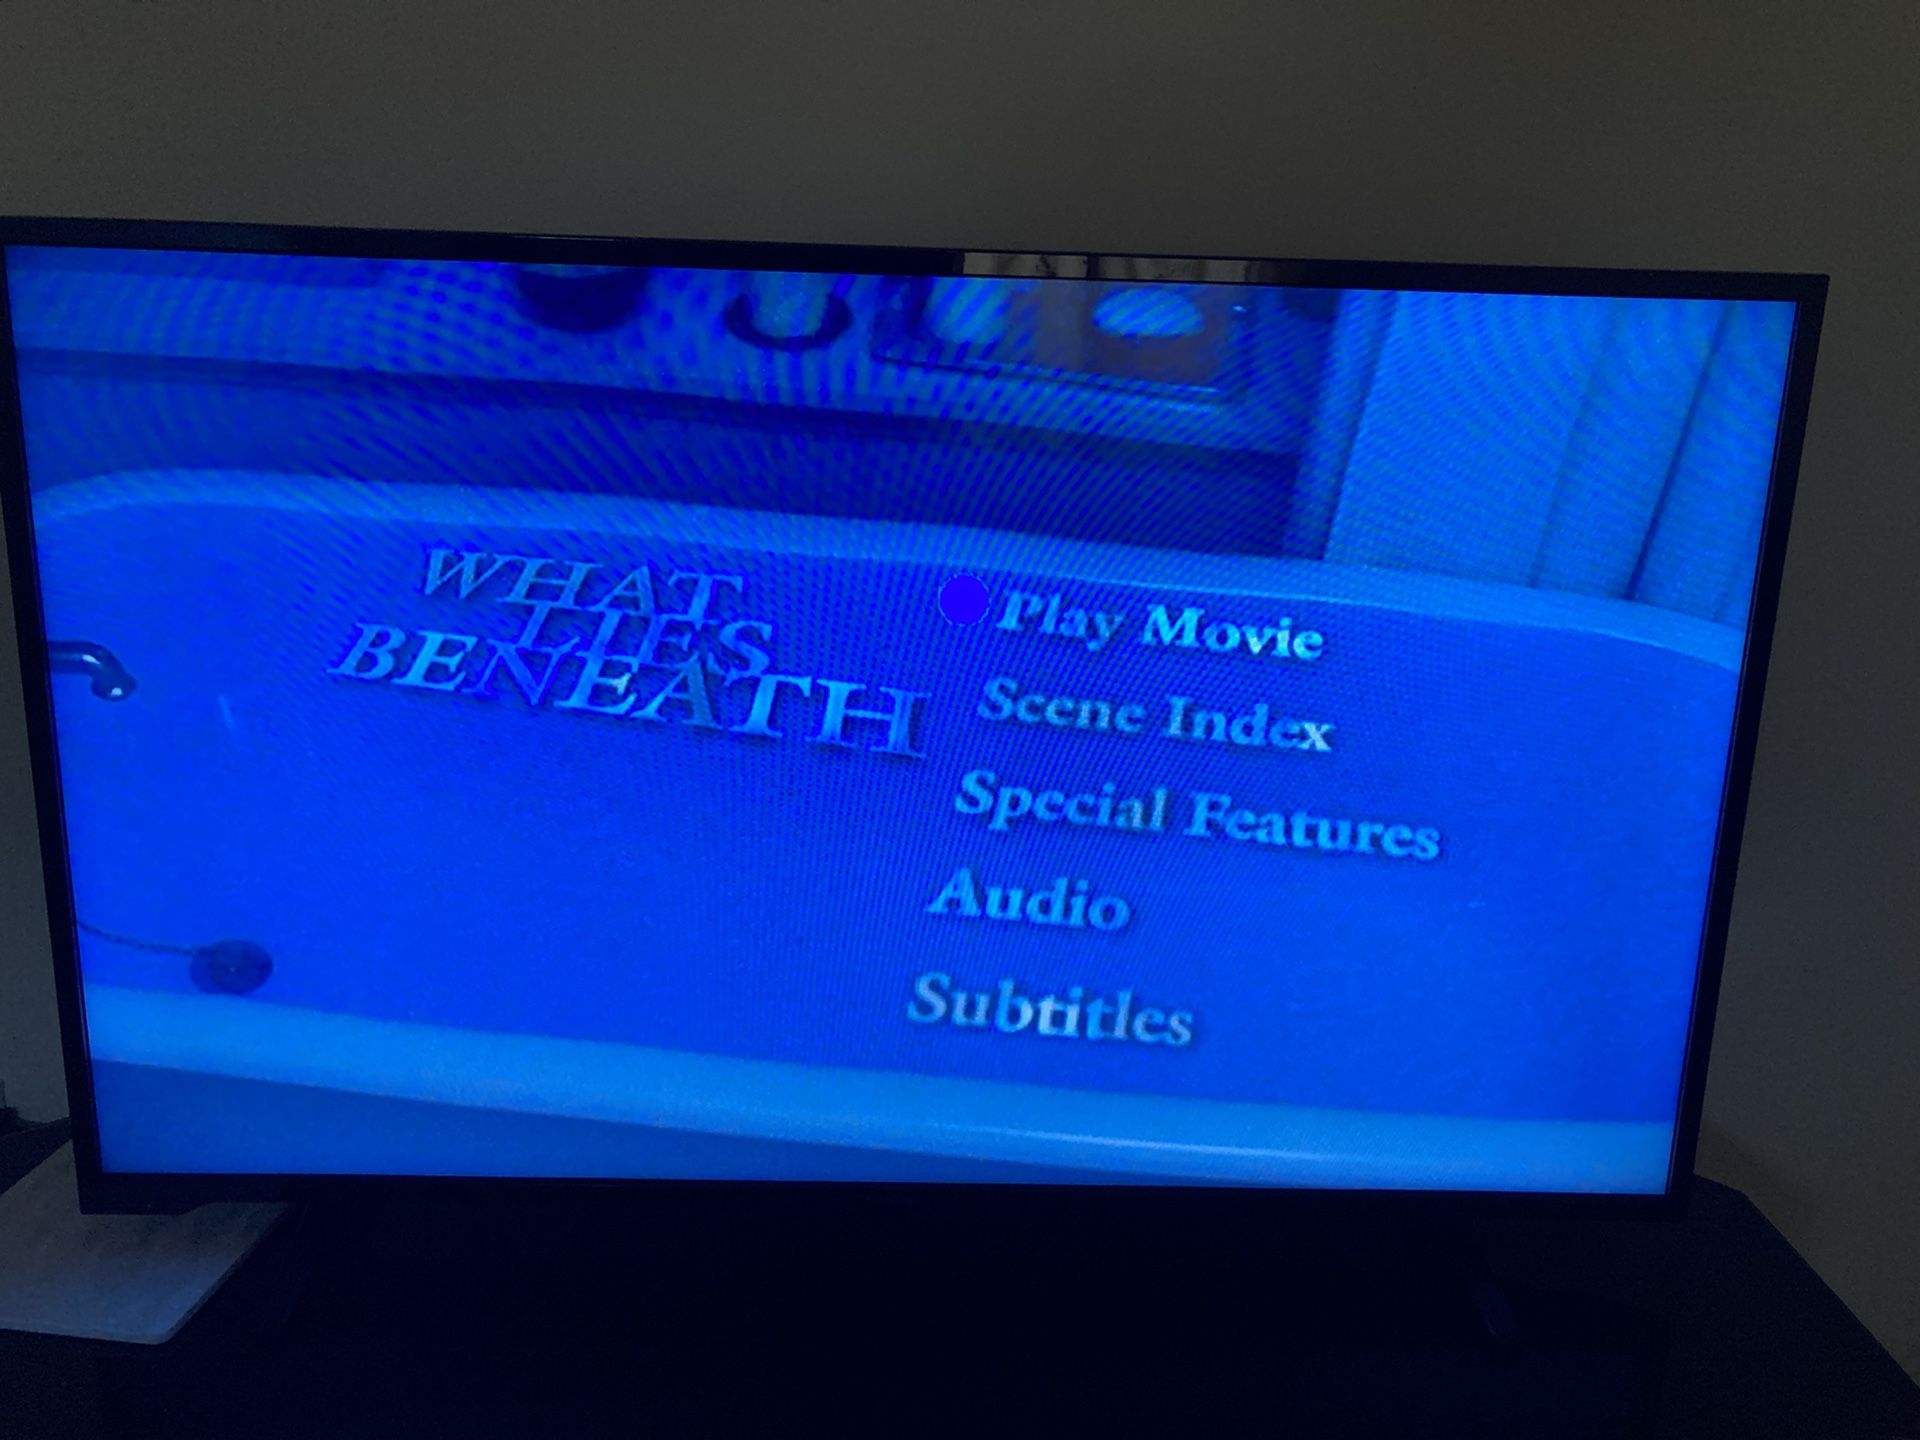 WHAT
LIES
BENEATH
Play Movie
Scene Index
Special Features
Audio
Subtitles